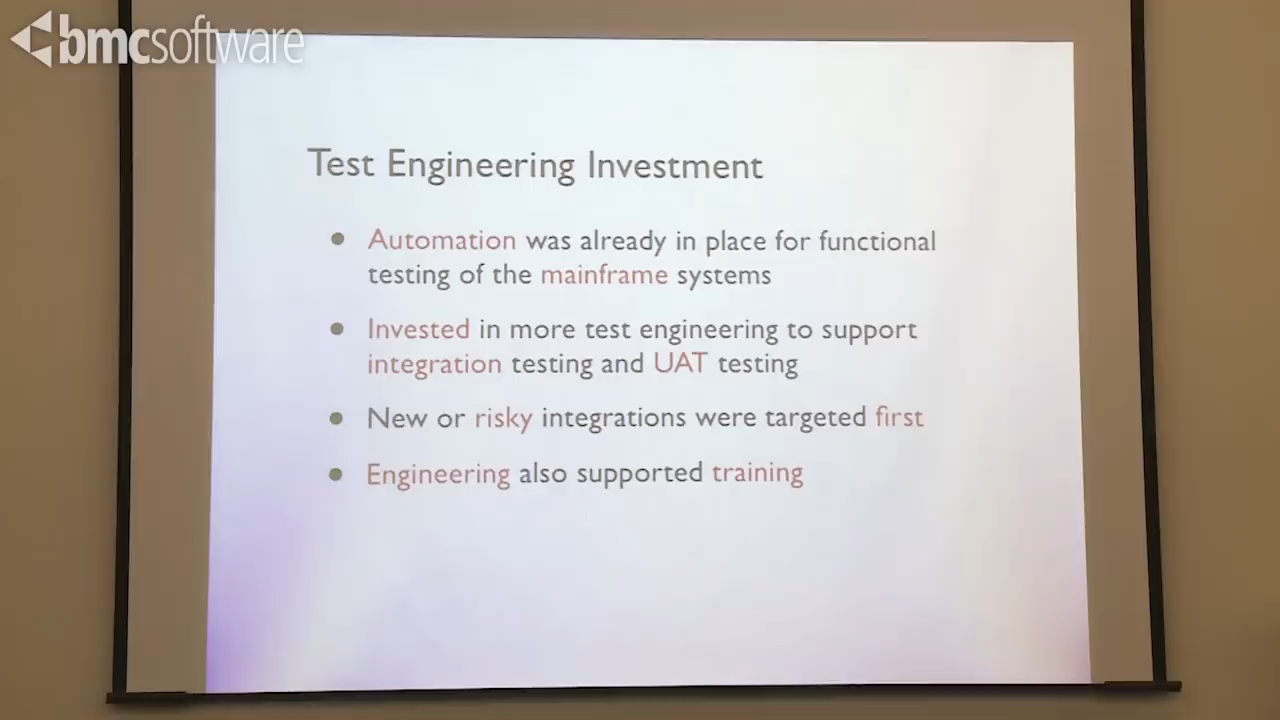 bmcsoftware
Test Engineering Investment
• Automation was already in place for functional
testing of the mainframe systems
• Invested in more test engineering to support
integration testing and UAT testing
• New or risky integrations were targeted first
• Engineering also supported training